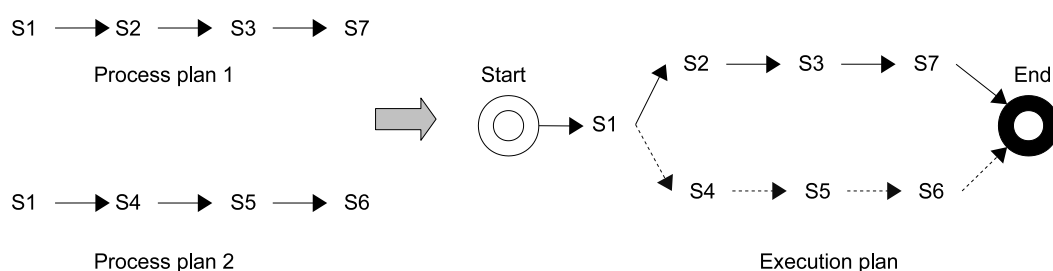 S1 S2 S3 S7
Process plan 1
S1 S4 S5 S6
Process plan 2
Start
S1
S2 S3 S7
S4 S5 S6
End
Execution plan